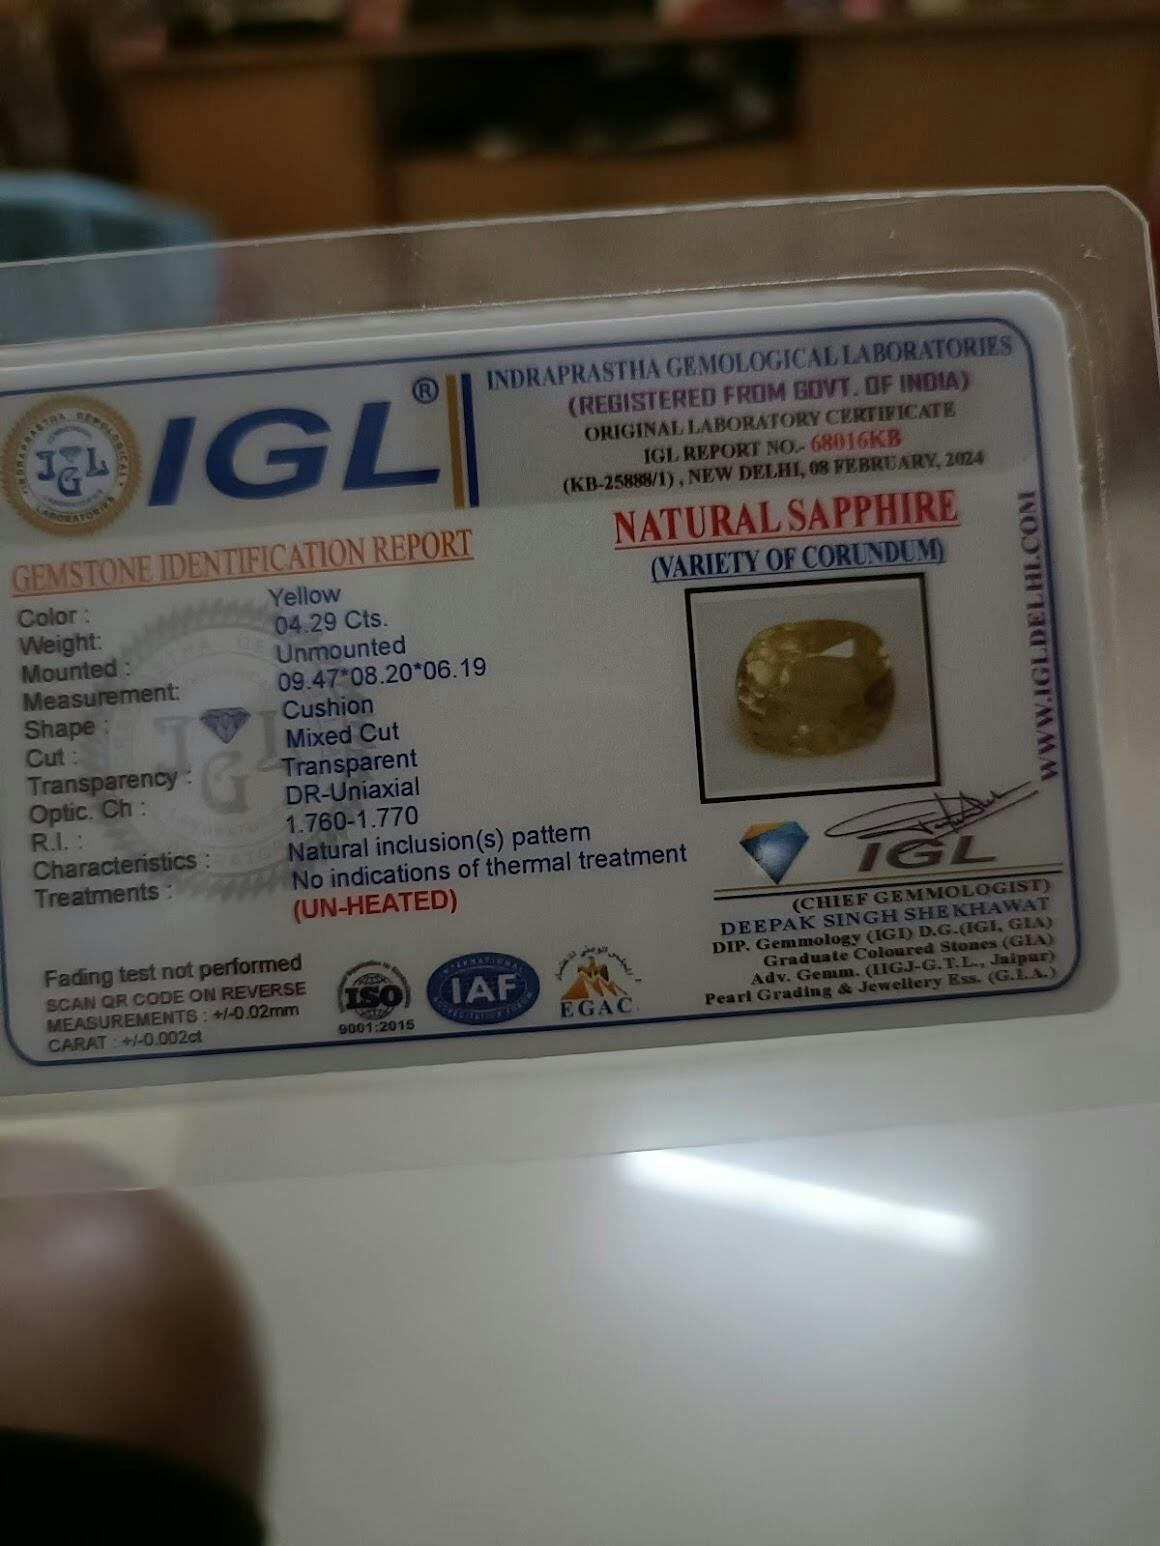 IGL®
INDRAPRASTHA GEMOLOGICAL LABORATORIES
(REGISTERED FROM GOVT. OF INDIA)
ORIGINAL LABORATORY CERTIFICATE
IGL REPORT NO.- 68016KB
(KB-25888/1) , NEW DELHI, 08 FEBRUARY, 2024
GEMSTONE IDENTIFICATION REPORT
Color : Yellow
Weight: 04.29 Cts.
Mounted : Unmounted
Measurement: 09.47*08.20*06.19
Shape : Cushion
Cut : Mixed Cut
Transparency : Transparent
Optic. Ch : DR-Uniaxial
R.I. : 1.760-1.770
Characteristics : Natural inclusion(s) pattern
Treatments : No indications of thermal treatment
(UN-HEATED)
NATURAL SAPPHIRE
(VARIETY OF CORUNDUM)
WWW.IGLDELHI.COM
IGL
(CHIEF GEMMOLOGIST)
DEEPAK SINGH SHEKHAWAT
DIP. Gemmology (IGI) D.G.(IGI, GIA)
Graduate Coloured Stones (GIA)
Adv. Gemm. (IIGJ-G.T.L., Jaipur)
Pearl Grading & Jewellery Ess. (G.I.A.)
Fading test not performed
SCAN QR CODE ON REVERSE
MEASUREMENTS : +/-0.02mm
CARAT : +/-0.002ct
ISO
9001:2015
IAF
EGAC